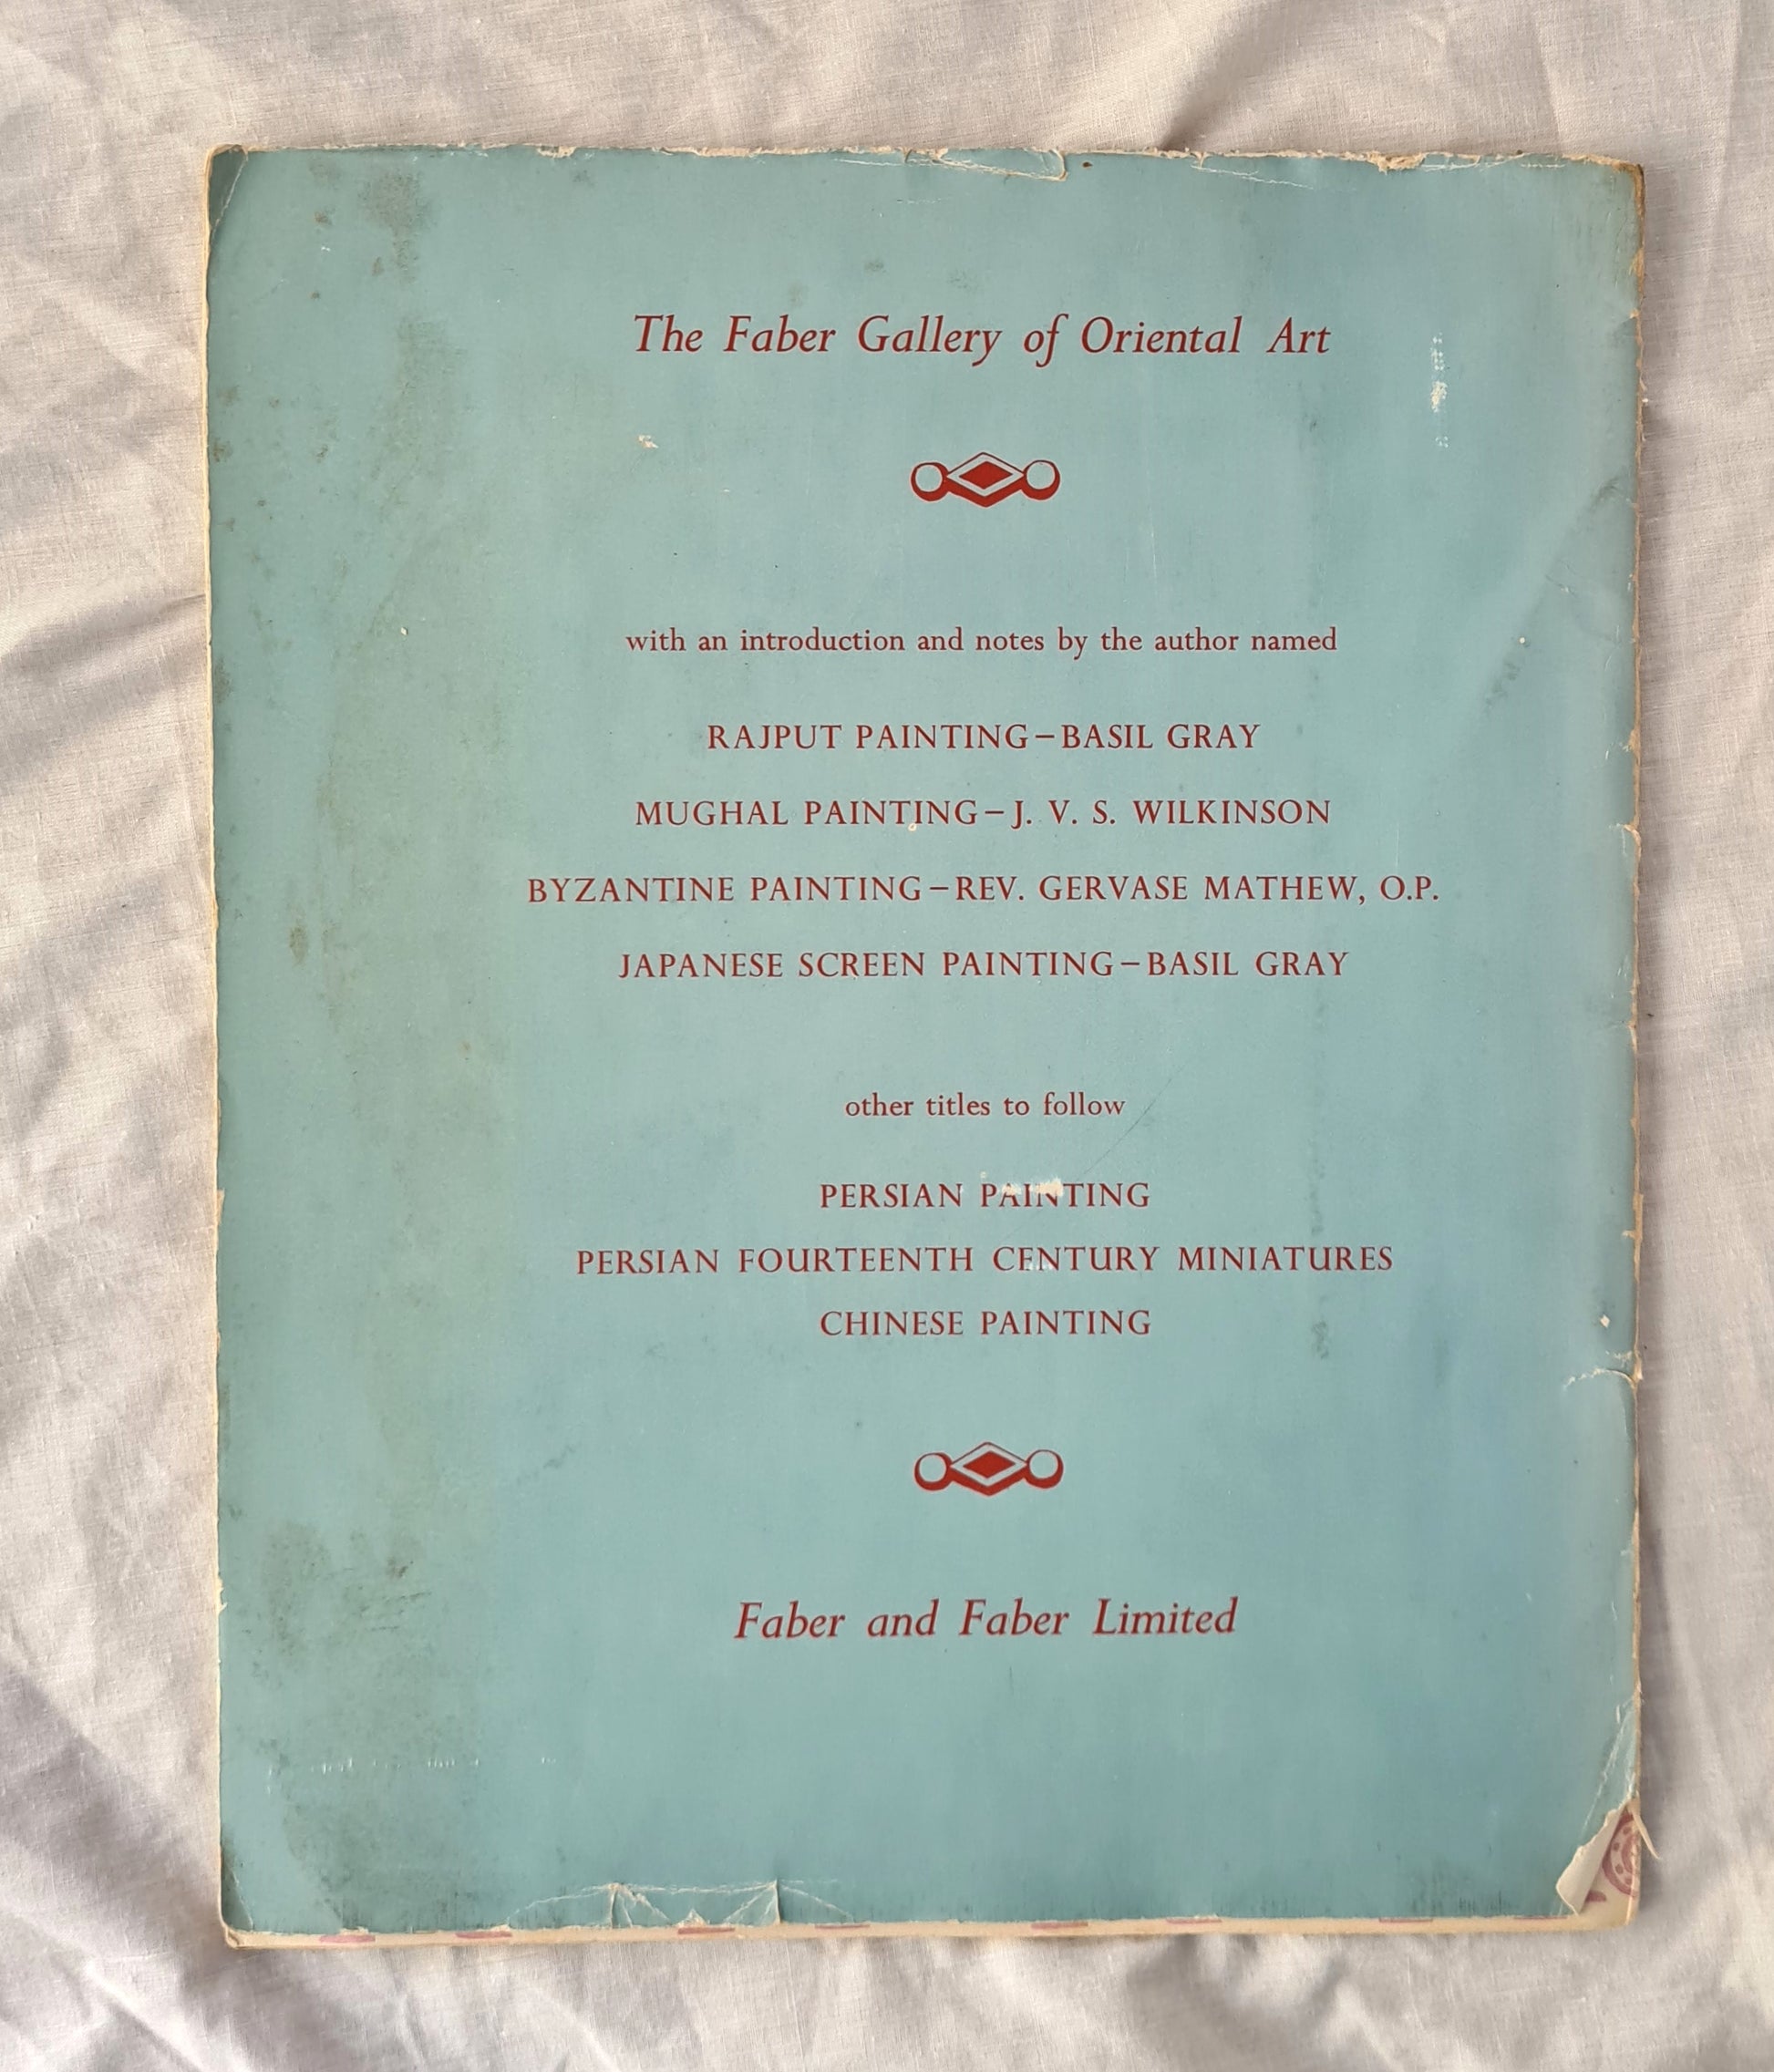 The Faber Gallery of Oriental Art
with an introduction and notes by the author named
RAJPUT PAINTING–BASIL GRAY
MUGHAL PAINTING–J. V. S. WILKINSON
BYZANTINE PAINTING–REV. GERVASE MATHEW, O.P.
JAPANESE SCREEN PAINTING–BASIL GRAY
other titles to follow
PERSIAN PAINTING
PERSIAN FOURTEENTH CENTURY MINIATURES
CHINESE PAINTING
Faber and Faber Limited